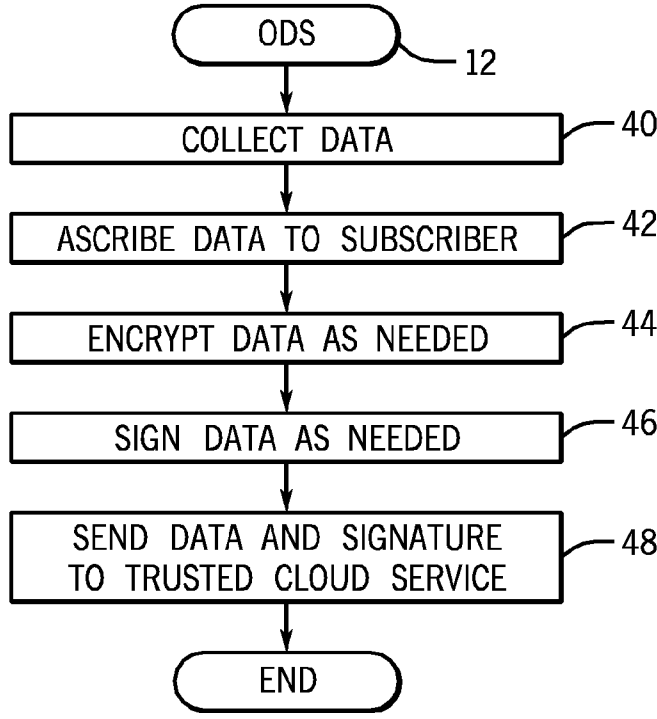 ODS
12
COLLECT DATA
40
ASCRIBE DATA TO SUBSCRIBER
42
ENCRYPT DATA AS NEEDED
44
SIGN DATA AS NEEDED
46
SEND DATA AND SIGNATURE
TO TRUSTED CLOUD SERVICE
48
END